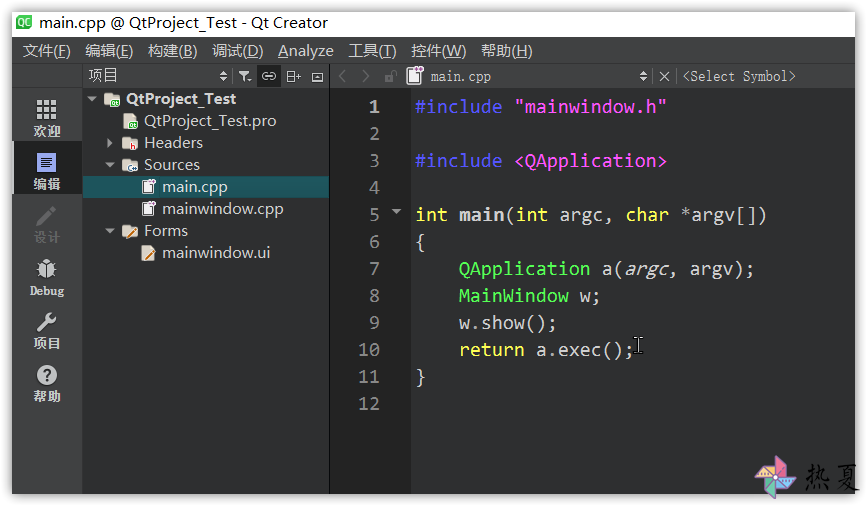 QC main.cpp @ QtProject_Test - Qt Creator
文件(F) 编辑(E) 构建(B) 调试(D) Analyze 工具(T) 控件(W) 帮助(H)
项目
main.cpp
<Select Symbol>
欢迎
编辑
设计
Debug
项目
帮助
QtProject_Test
QtProject_Test.pro
Headers
Sources
main.cpp
mainwindow.cpp
Forms
mainwindow.ui
1 #include "mainwindow.h"
2
3 #include <QApplication>
4
5 int main(int argc, char *argv[])
6 {
7 QApplication a(argc, argv);
8 MainWindow w;
9 w.show();
10 return a.exec();
11 }
12
热夏